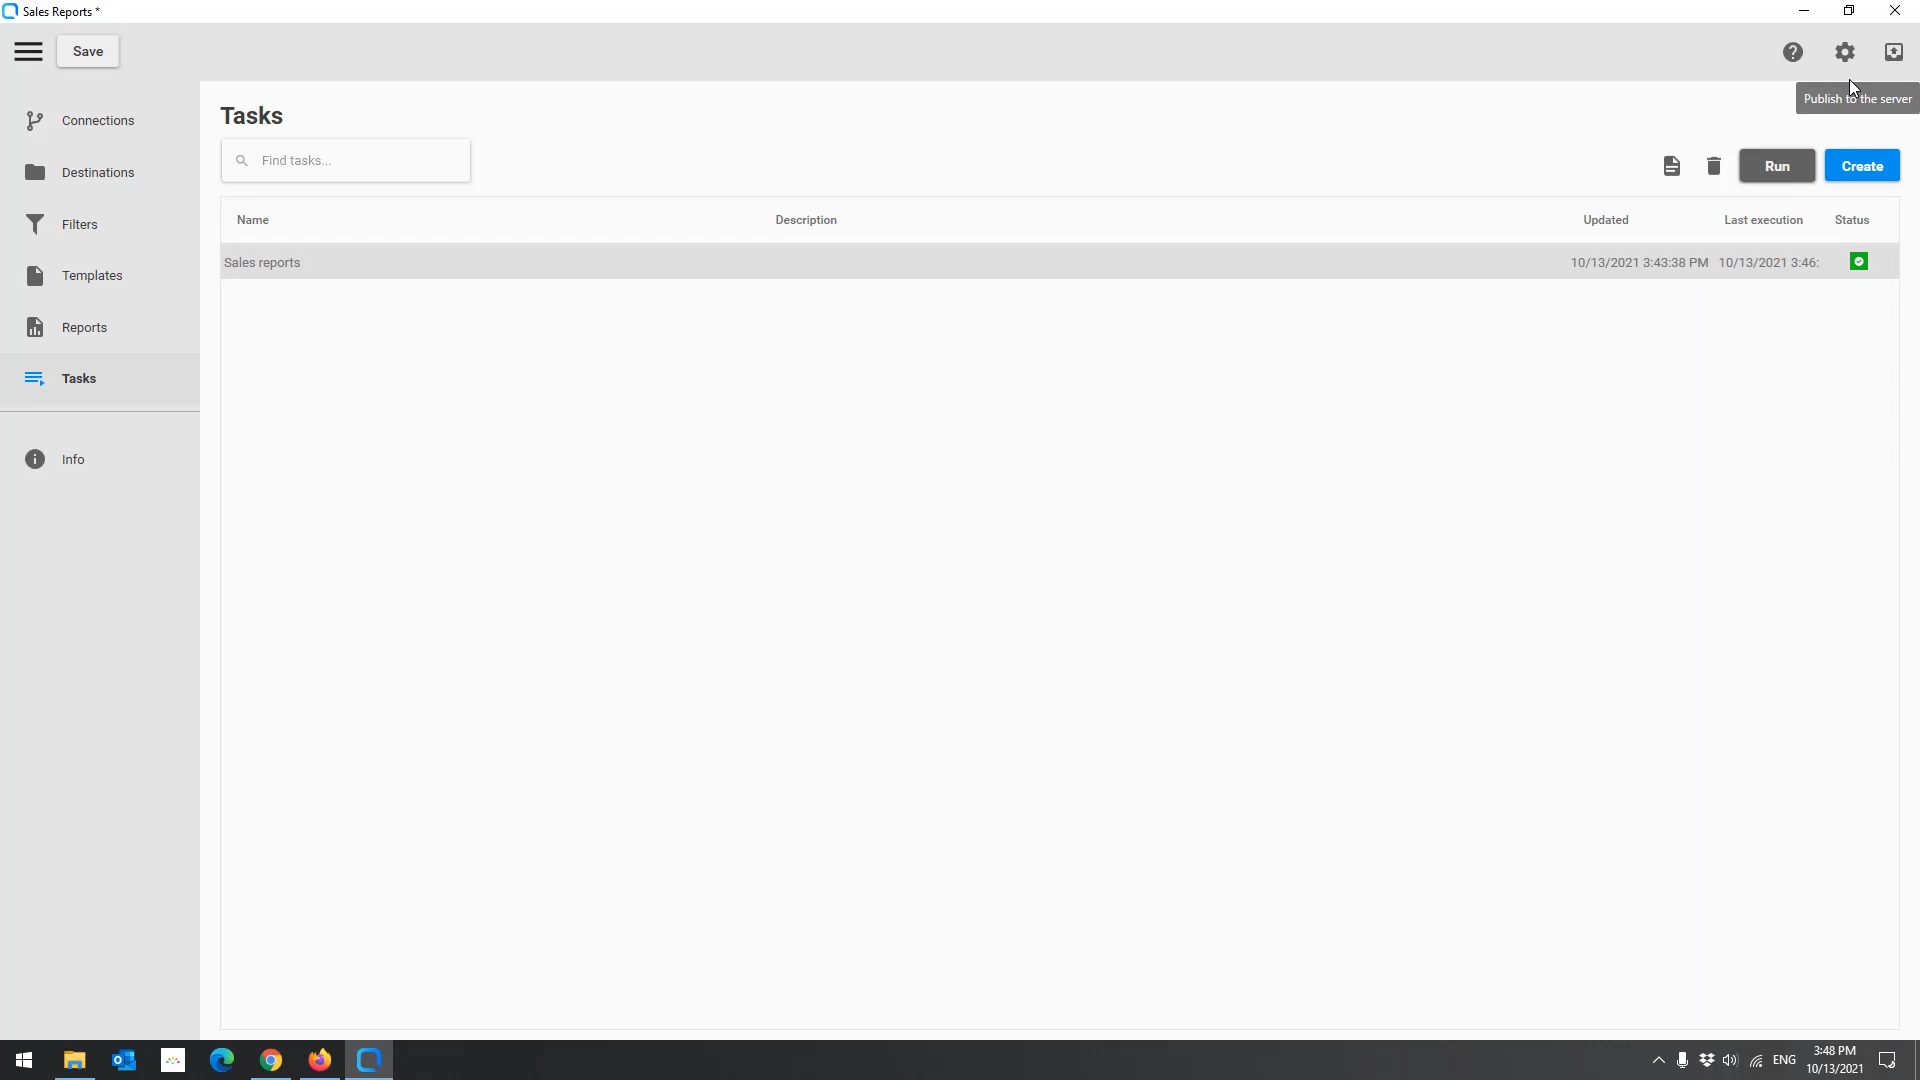 Sales Reports *
Save
Publish to the server
Connections
Destinations
Filters
Templates
Reports
Tasks
Info
Tasks
Find tasks...
Run
Create
Name Description Updated Last execution Status
Sales reports 10/13/2021 3:43:38 PM 10/13/2021 3:46:
ENG
3:48 PM
10/13/2021